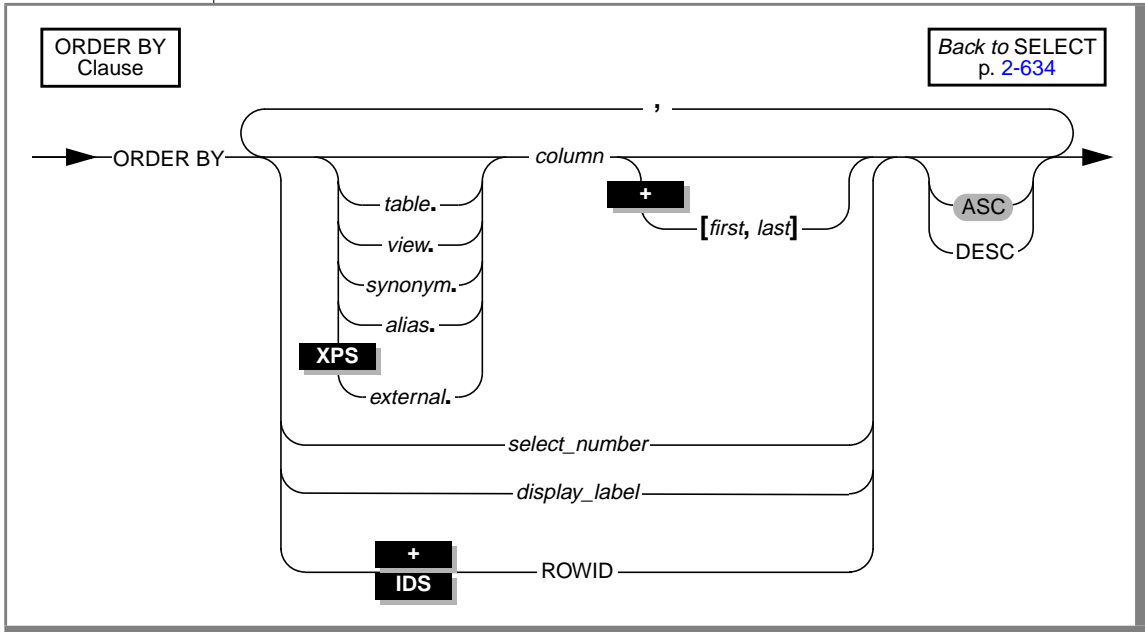 ORDER BY
Clause
Back to SELECT
p. 2-634
,
ORDER BY
column
+
table.
[first, last]
ASC
view.
DESC
synonym.
alias.
XPS
external.
select_number
display_label
+
IDS
ROWID